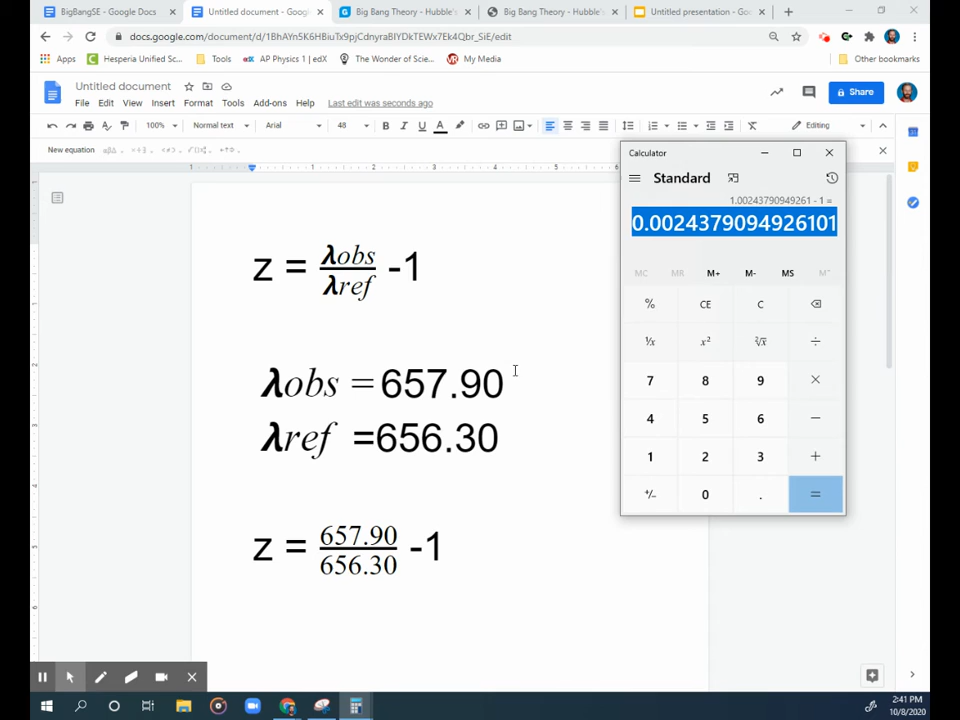 BigBangSE - Google Docs
Untitled document - Googl
Big Bang Theory - Hubble's
Big Bang Theory - Hubble's
Untitled presentation - Goo
docs.google.com/document/d/1BhAYn5K6HBiuTx9pjCdnyraBIYDkTEWx7Ek4Qbr_SiE/edit
Apps
Hesperia Unified Sc...
Tools
AP Physics 1 | edX
The Wonder of Scie...
My Media
Other bookmarks
Untitled document
File Edit View Insert Format Tools Add-ons Help Last edit was seconds ago
Share
100% Normal text Arial 48 B I U A Editing
New equation
Calculator
Standard
1.00243790949261 - 1 =
0.0024379094926101
MC MR M+ M- MS
% CE C
¹/x x² ²√x ÷
7 8 9 ×
4 5 6 −
1 2 3 +
+/− 0 . =
z = λobs/λref -1
λobs = 657.90
λref =656.30
z = 657.90/656.30 -1
2:41 PM
10/8/2020